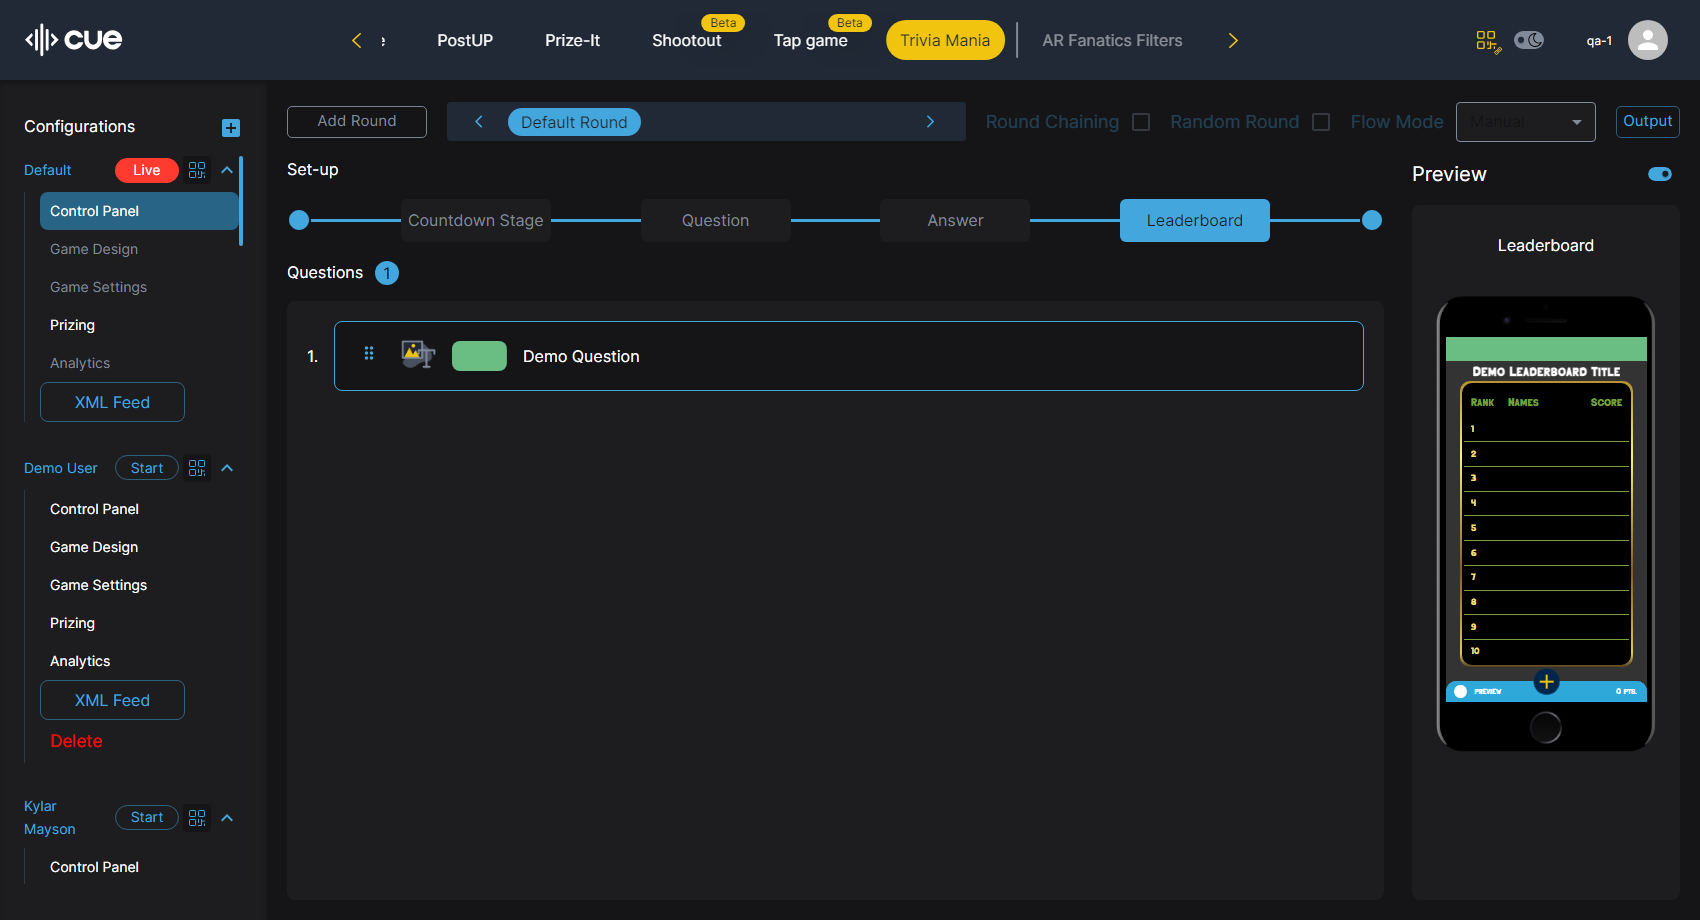 cue
PostUP
Prize-It
Beta
Shootout
Beta
Tap game
Trivia Mania
AR Fanatics Filters
qa-1
Configurations
Default
Live
Control Panel
Game Design
Game Settings
Prizing
Analytics
XML Feed
Demo User
Start
Control Panel
Game Design
Game Settings
Prizing
Analytics
XML Feed
Delete
Kylar
Mayson
Start
Control Panel
Add Round
Default Round
Round Chaining
Random Round
Flow Mode
Manual
Output
Set-up
Countdown Stage
Question
Answer
Leaderboard
Questions 1
1. Demo Question
Preview
Leaderboard
Demo Leaderboard Title
Rank Names Score
1
2
3
4
5
6
7
8
9
10
PREVIEW
0 PTS.